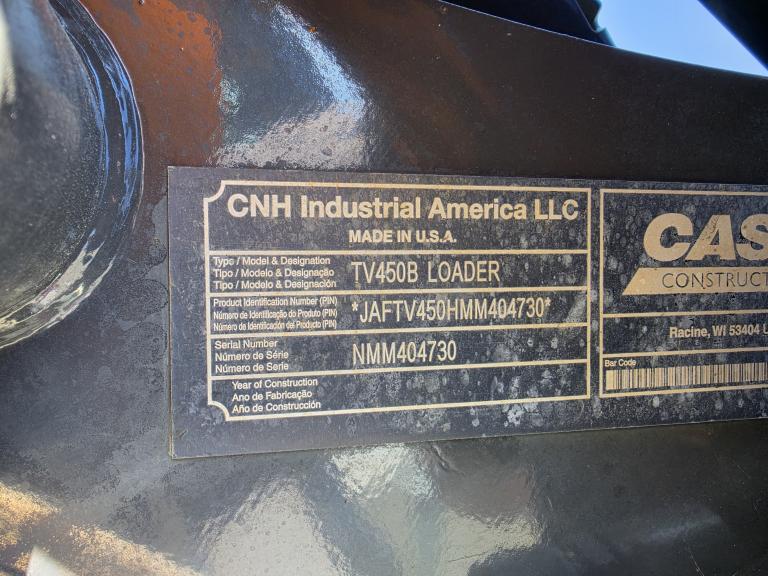 CNH Industrial America LLC
MADE IN U.S.A.
Type / Model & Designation
Tipo / Modelo & Designação
Tipo / Modelo & Designación
TV450B LOADER
Product Identification Number (PIN)
Número de Identificação do Produto (PIN)
Número de Identificación del Producto (PIN)
*JAFTV450HMM404730*
Serial Number
Número de Série
Número de Serie
NMM404730
Year of Construction
Ano de Fabricação
Año de Construcción
CAS
CONSTRUCT
Racine, WI 53404 U
Bar Code